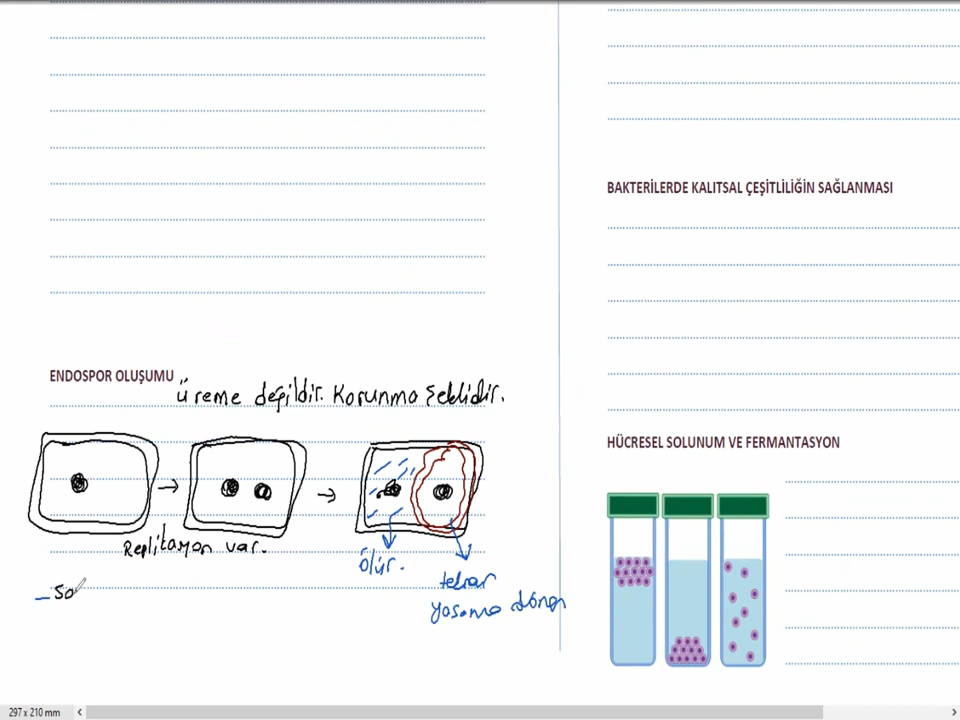 BAKTERİLERDE KALITSAL ÇEŞİTLİLİĞİN SAĞLANMASI
ENDOSPOR OLUŞUMU
üreme değildir. Korunma şeklidir.
Replikasyon var.
ölür.
tekrar
yaşama döner
- so
HÜCRESEL SOLUNUM VE FERMANTASYON
297 x 210 mm